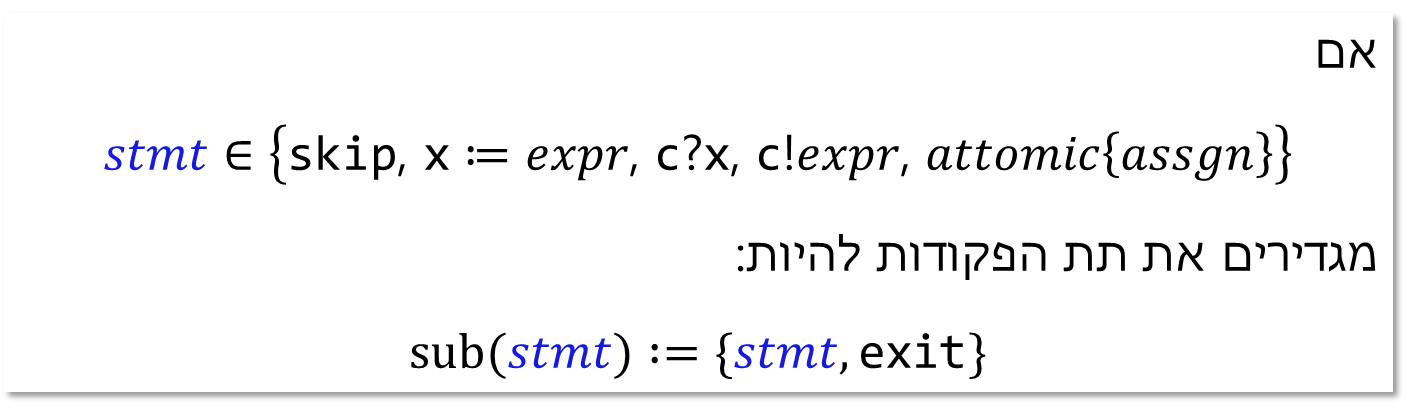 אם
stmt ∈ {skip, x ≔ expr, c?x, c!expr, attomic{assgn}}
מגדירים את תת הפקודות להיות:
sub(stmt) ≔ {stmt, exit}